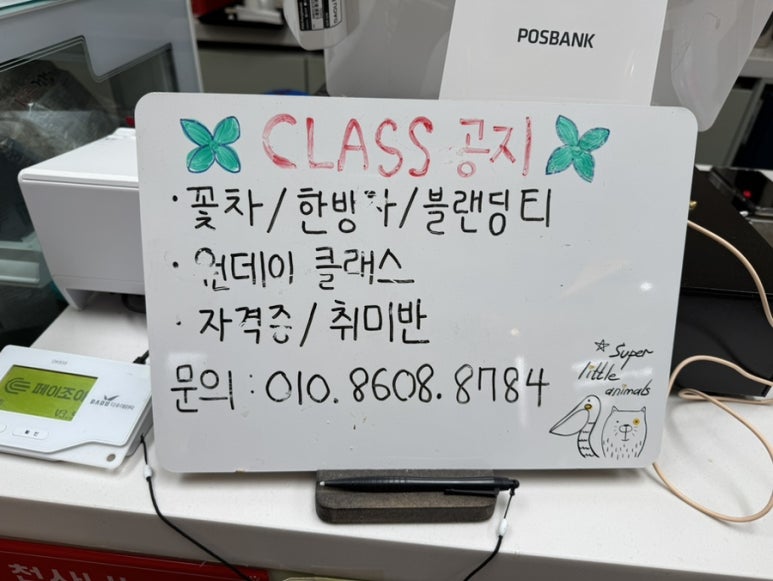 POSBANK
CLASS 공지
· 꽃차/한방차/블랜딩티
· 원데이 클래스
· 자격증/취미반
문의 : 010.8608.8784
☆ Super
little
animals
페이조아